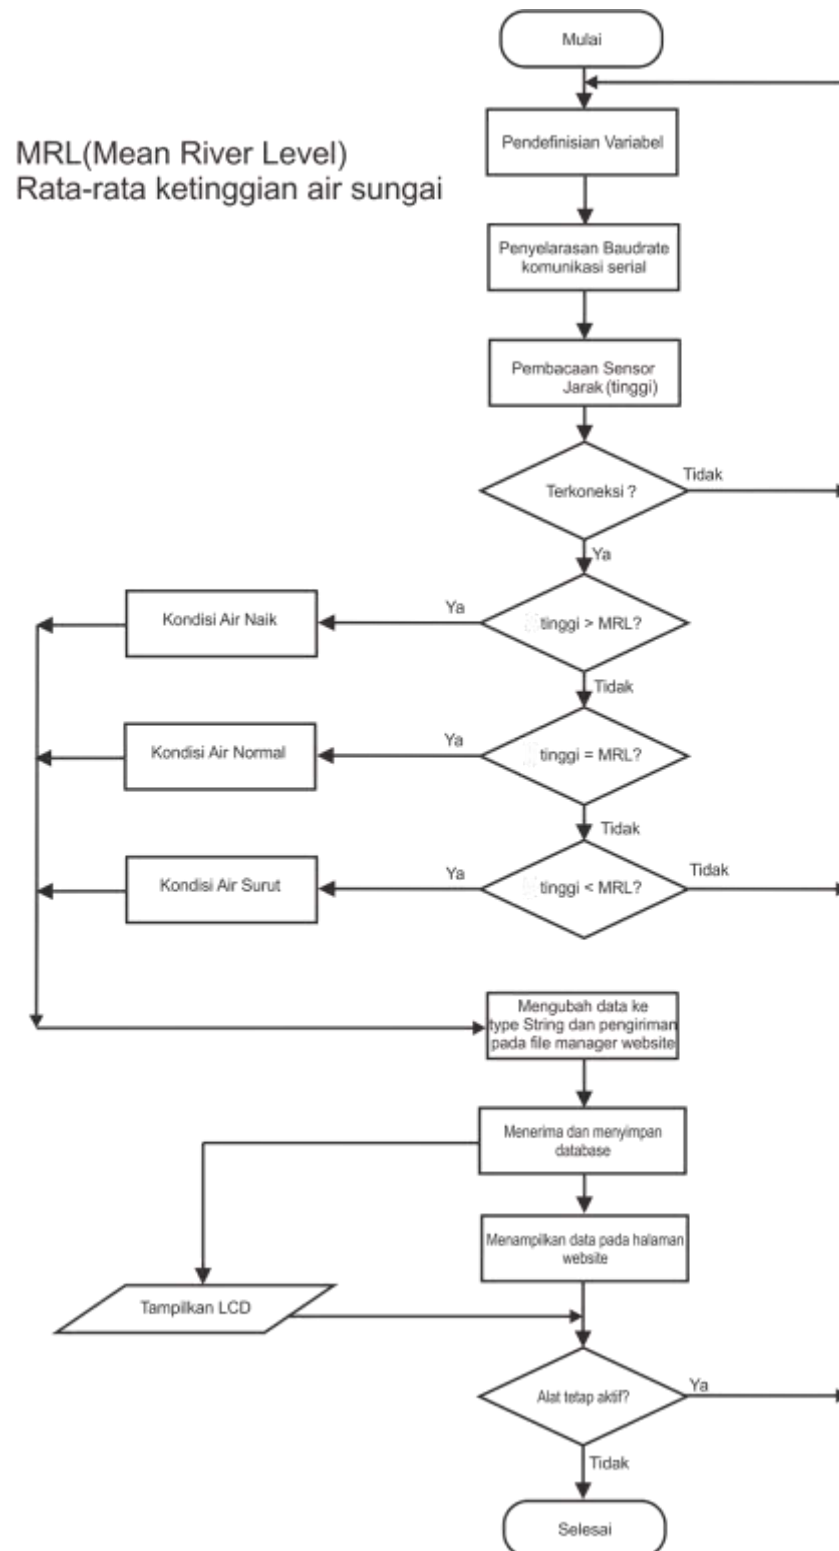 Mulai
MRL(Mean River Level)
Rata-rata ketinggian air sungai
Pendefinisian Variabel
Penyelarasan Baudrate
komunikasi serial
Pembacaan Sensor
Jarak (tinggi)
Terkoneksi ?
Tidak
Ya
tinggi > MRL?
Ya
Kondisi Air Naik
Tidak
tinggi = MRL?
Ya
Kondisi Air Normal
Tidak
tinggi < MRL?
Ya
Kondisi Air Surut
Tidak
Mengubah data ke
type String dan pengiriman
pada file manager website
Menerima dan menyimpan
database
Menampilkan data pada halaman
website
Tampilkan LCD
Alat tetap aktif?
Ya
Tidak
Selesai